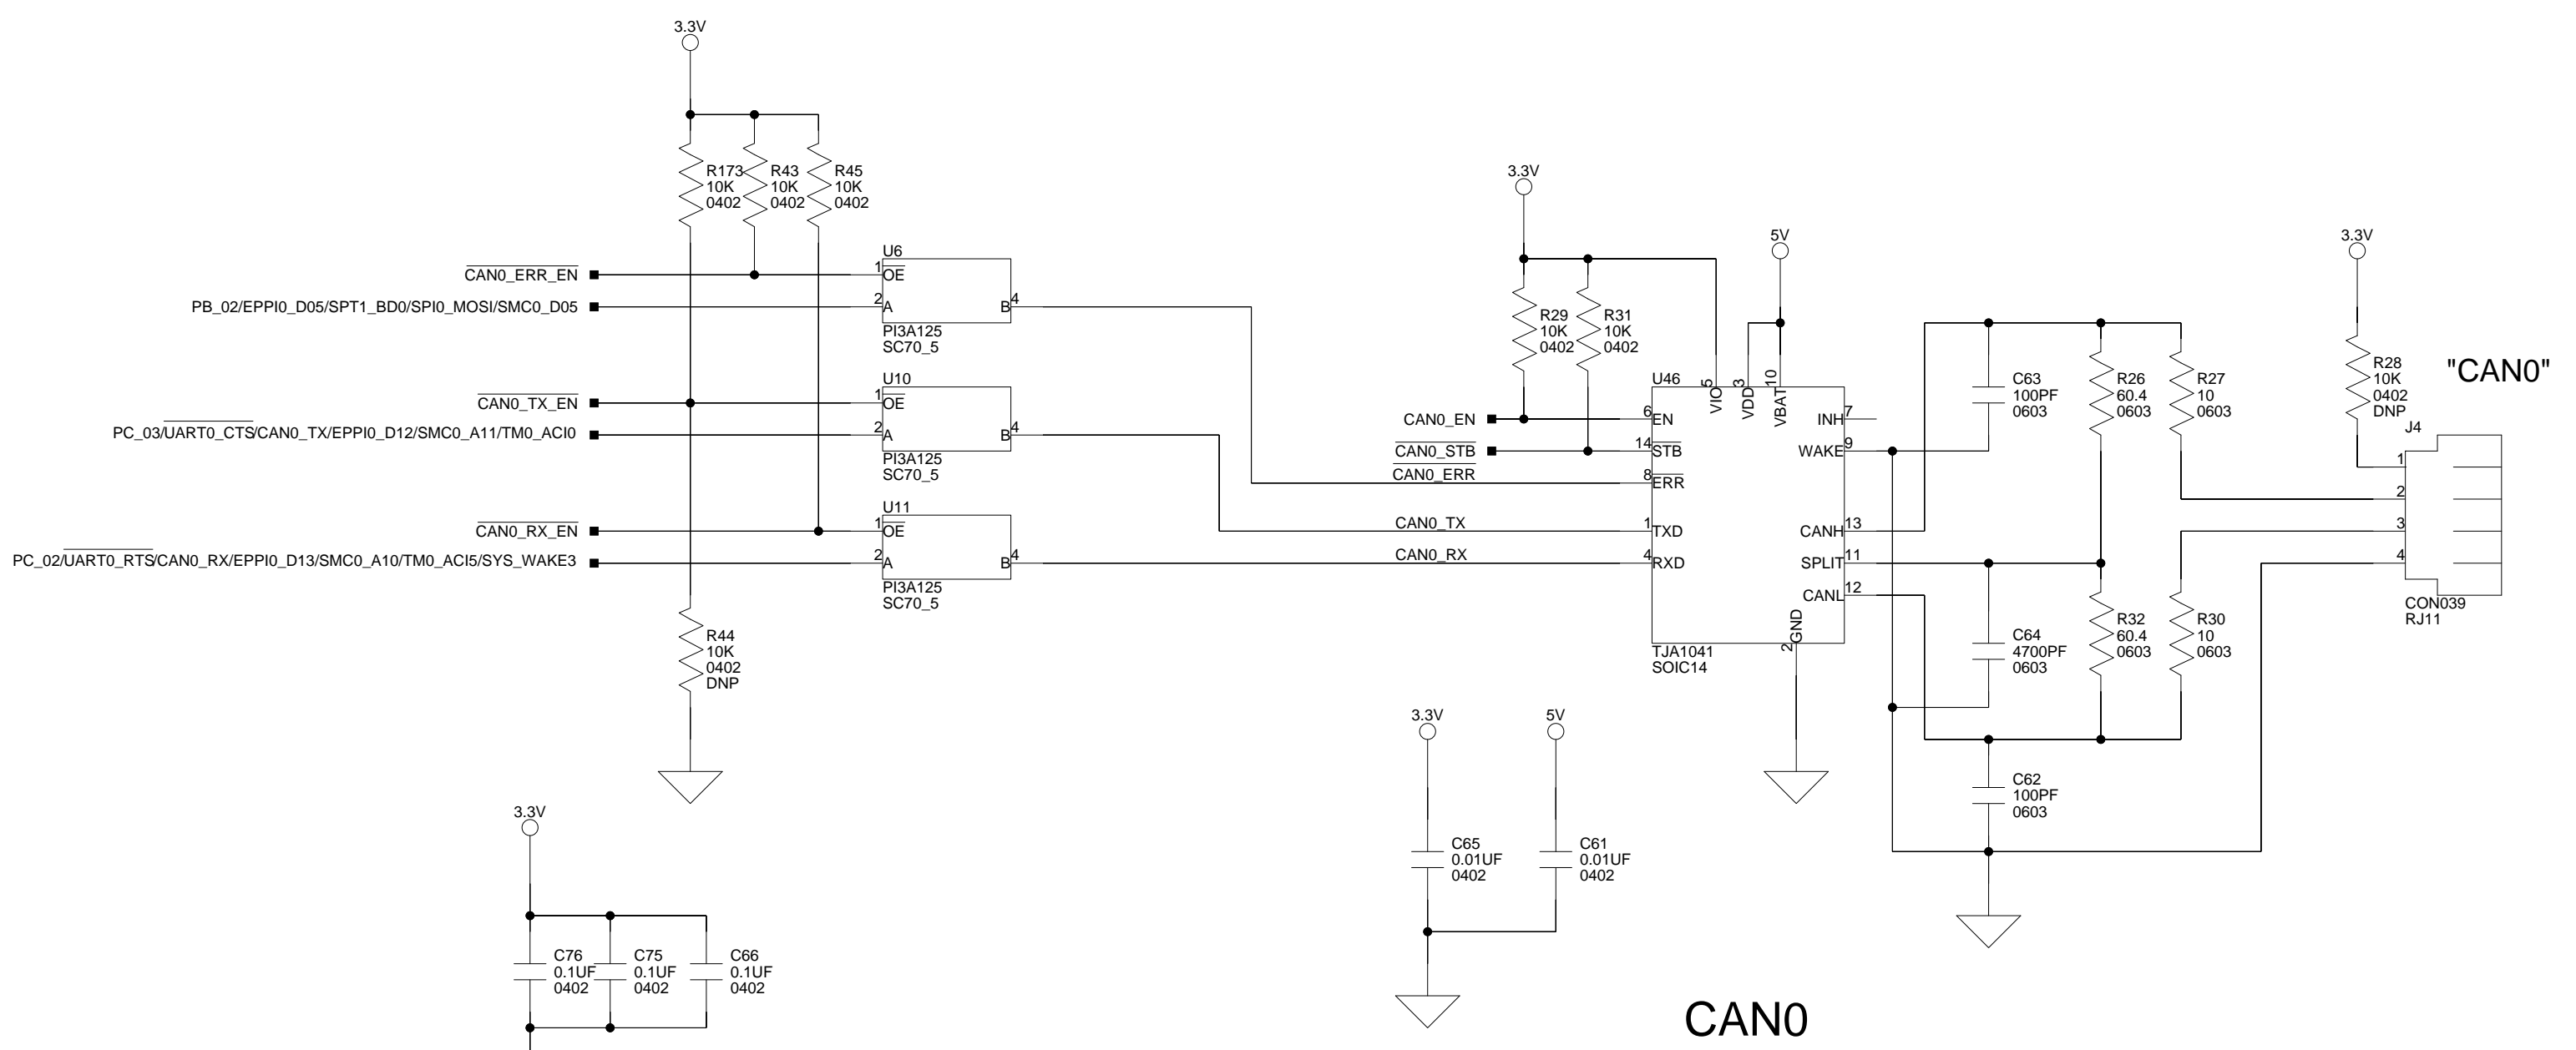 3.3V
R173
10K
0402
R43
10K
0402
R45
10K
0402
CAN0_ERR_EN
PB_02/EPPI0_D05/SPT1_BD0/SPI0_MOSI/SMC0_D05
U6
1
OE
2
A
B
4
PI3A125
SC70_5
CAN0_TX_EN
PC_03/UART0_CTS/CAN0_TX/EPPI0_D12/SMC0_A11/TM0_ACI0
U10
1
OE
2
A
B
4
PI3A125
SC70_5
CAN0_RX_EN
PC_02/UART0_RTS/CAN0_RX/EPPI0_D13/SMC0_A10/TM0_ACI5/SYS_WAKE3
U11
1
OE
2
A
B
4
PI3A125
SC70_5
R44
10K
0402
DNP
3.3V
C76
0.1UF
0402
C75
0.1UF
0402
C66
0.1UF
0402
3.3V
R29
10K
0402
R31
10K
0402
5V
CAN0_EN
CAN0_STB
CAN0_ERR
CAN0_TX
CAN0_RX
U46
5
VIO
3
VDD
10
VBAT
6
EN
14
STB
8
ERR
1
TXD
4
RXD
INH
7
WAKE
9
CANH
13
SPLIT
11
CANL
12
GND
2
TJA1041
SOIC14
C63
100PF
0603
R26
60.4
0603
R27
10
0603
C64
4700PF
0603
R32
60.4
0603
R30
10
0603
C62
100PF
0603
3.3V
R28
10K
0402
DNP
"CAN0"
J4
1
2
3
4
CON039
RJ11
3.3V
5V
C65
0.01UF
0402
C61
0.01UF
0402
CAN0